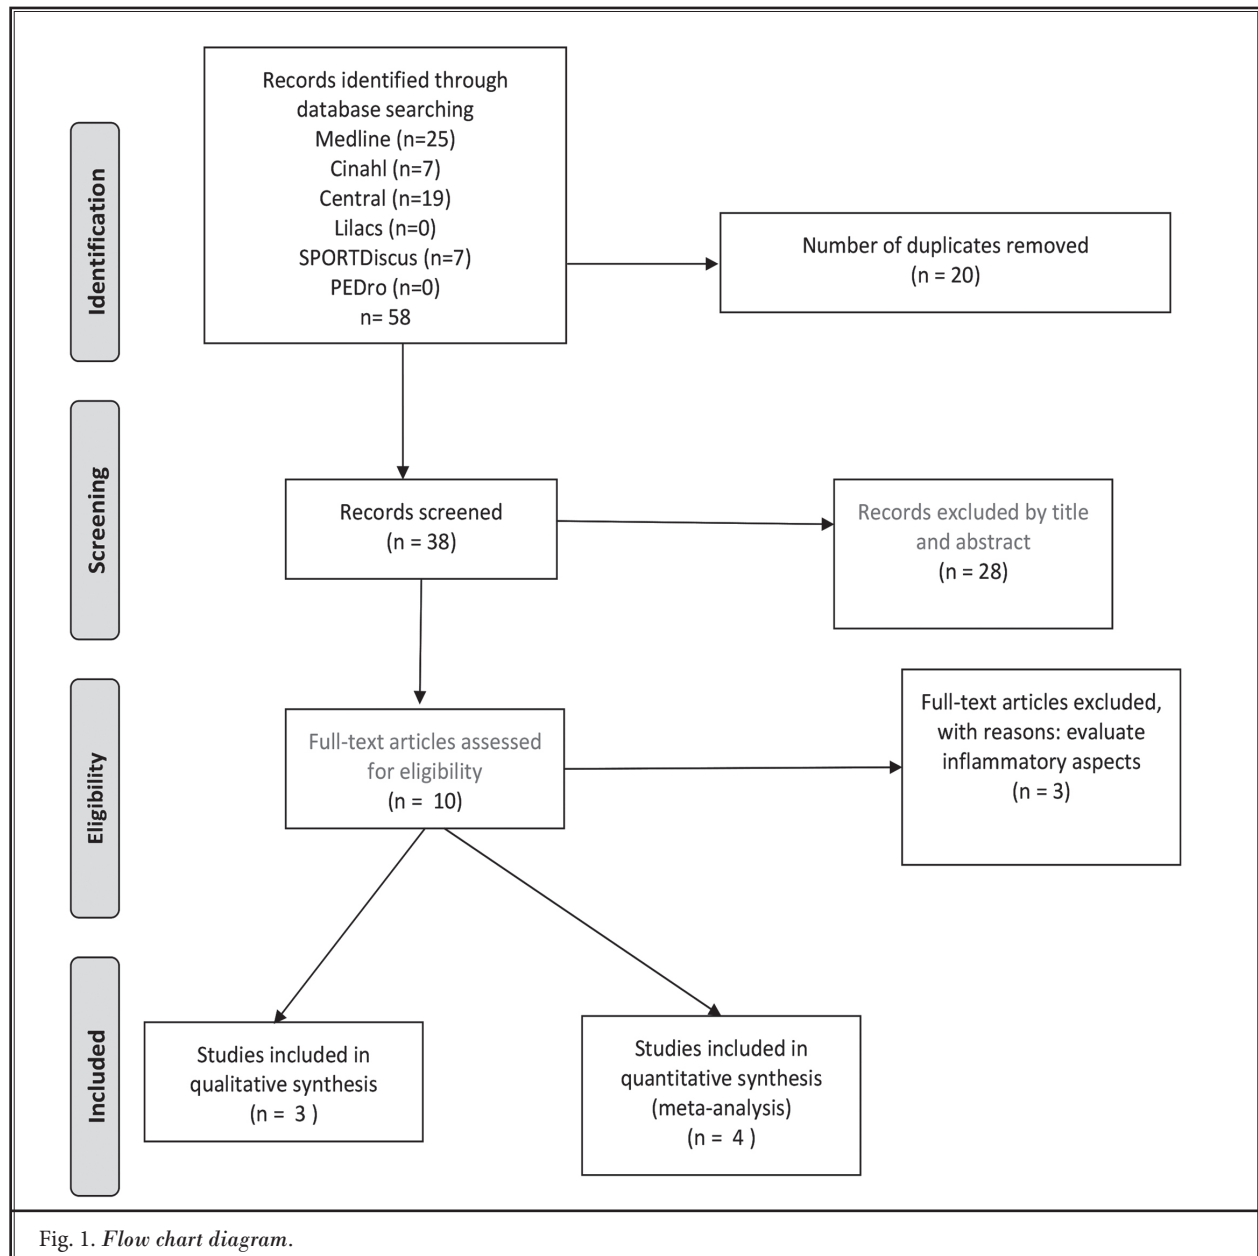 Identification
Records identified through
database searching
Medline (n=25)
Cinahl (n=7)
Central (n=19)
Lilacs (n=0)
SPORTDiscus (n=7)
PEDro (n=0)
n= 58
Number of duplicates removed
(n = 20)
Screening
Records screened
(n = 38)
Records excluded by title
and abstract
(n = 28)
Eligibility
Full-text articles assessed
for eligibility
(n =  10)
Full-text articles excluded,
with reasons: evaluate
inflammatory aspects
(n = 3)
Included
Studies included in
qualitative synthesis
(n =  3 )
Studies included in
quantitative synthesis
(meta-analysis)
(n =  4 )
Fig. 1. Flow chart diagram.